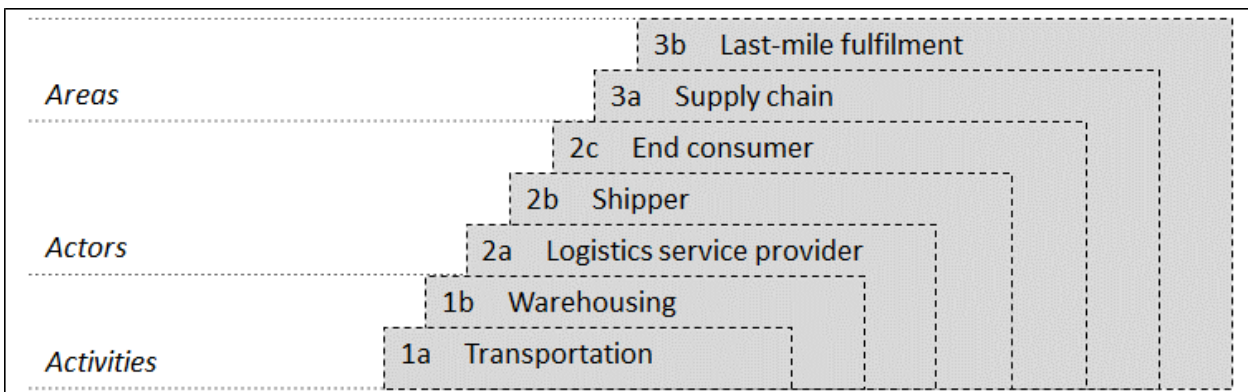 3b Last-mile fulfilment
Areas
3a Supply chain
2c End consumer
2b Shipper
Actors
2a Logistics service provider
1b Warehousing
Activities
1a Transportation